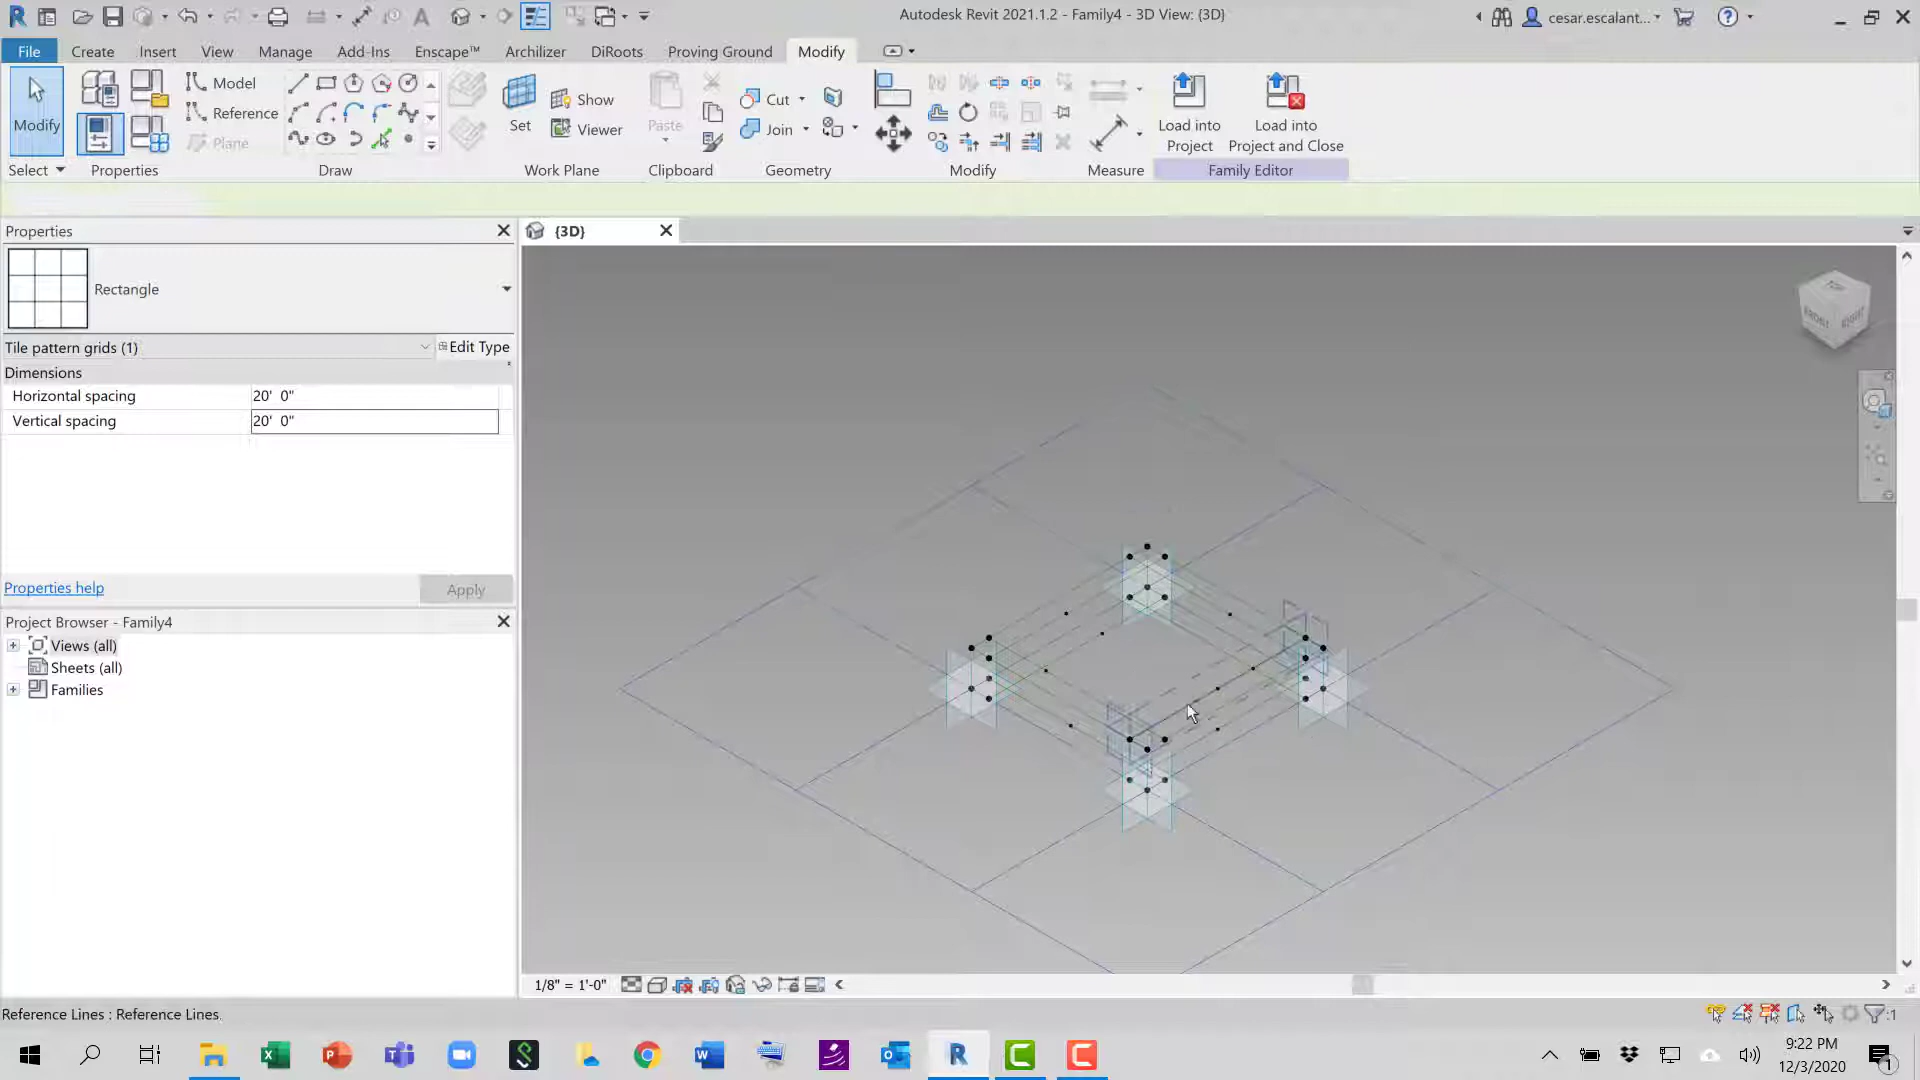 Autodesk Revit 2021.1.2 - Family4 - 3D View: {3D}
cesar.escalant...
File Create Insert View Manage Add-Ins Enscape™ Archilizer DiRoots Proving Ground Modify
Modify
Model
Reference
Plane
Set
Show
Viewer
Paste
Cut
Join
Load into
Project
Load into
Project and Close
Select Properties Draw Work Plane Clipboard Geometry Modify Measure Family Editor
Properties
{3D}
Rectangle
Tile pattern grids (1)
Edit Type
Dimensions
Horizontal spacing 20' 0"
Vertical spacing 20' 0"
Properties help
Apply
Project Browser - Family4
Views (all)
Sheets (all)
Families
FRONT
RIGHT
1/8" = 1'-0"
Reference Lines : Reference Lines
:1
9:22 PM
12/3/2020
1